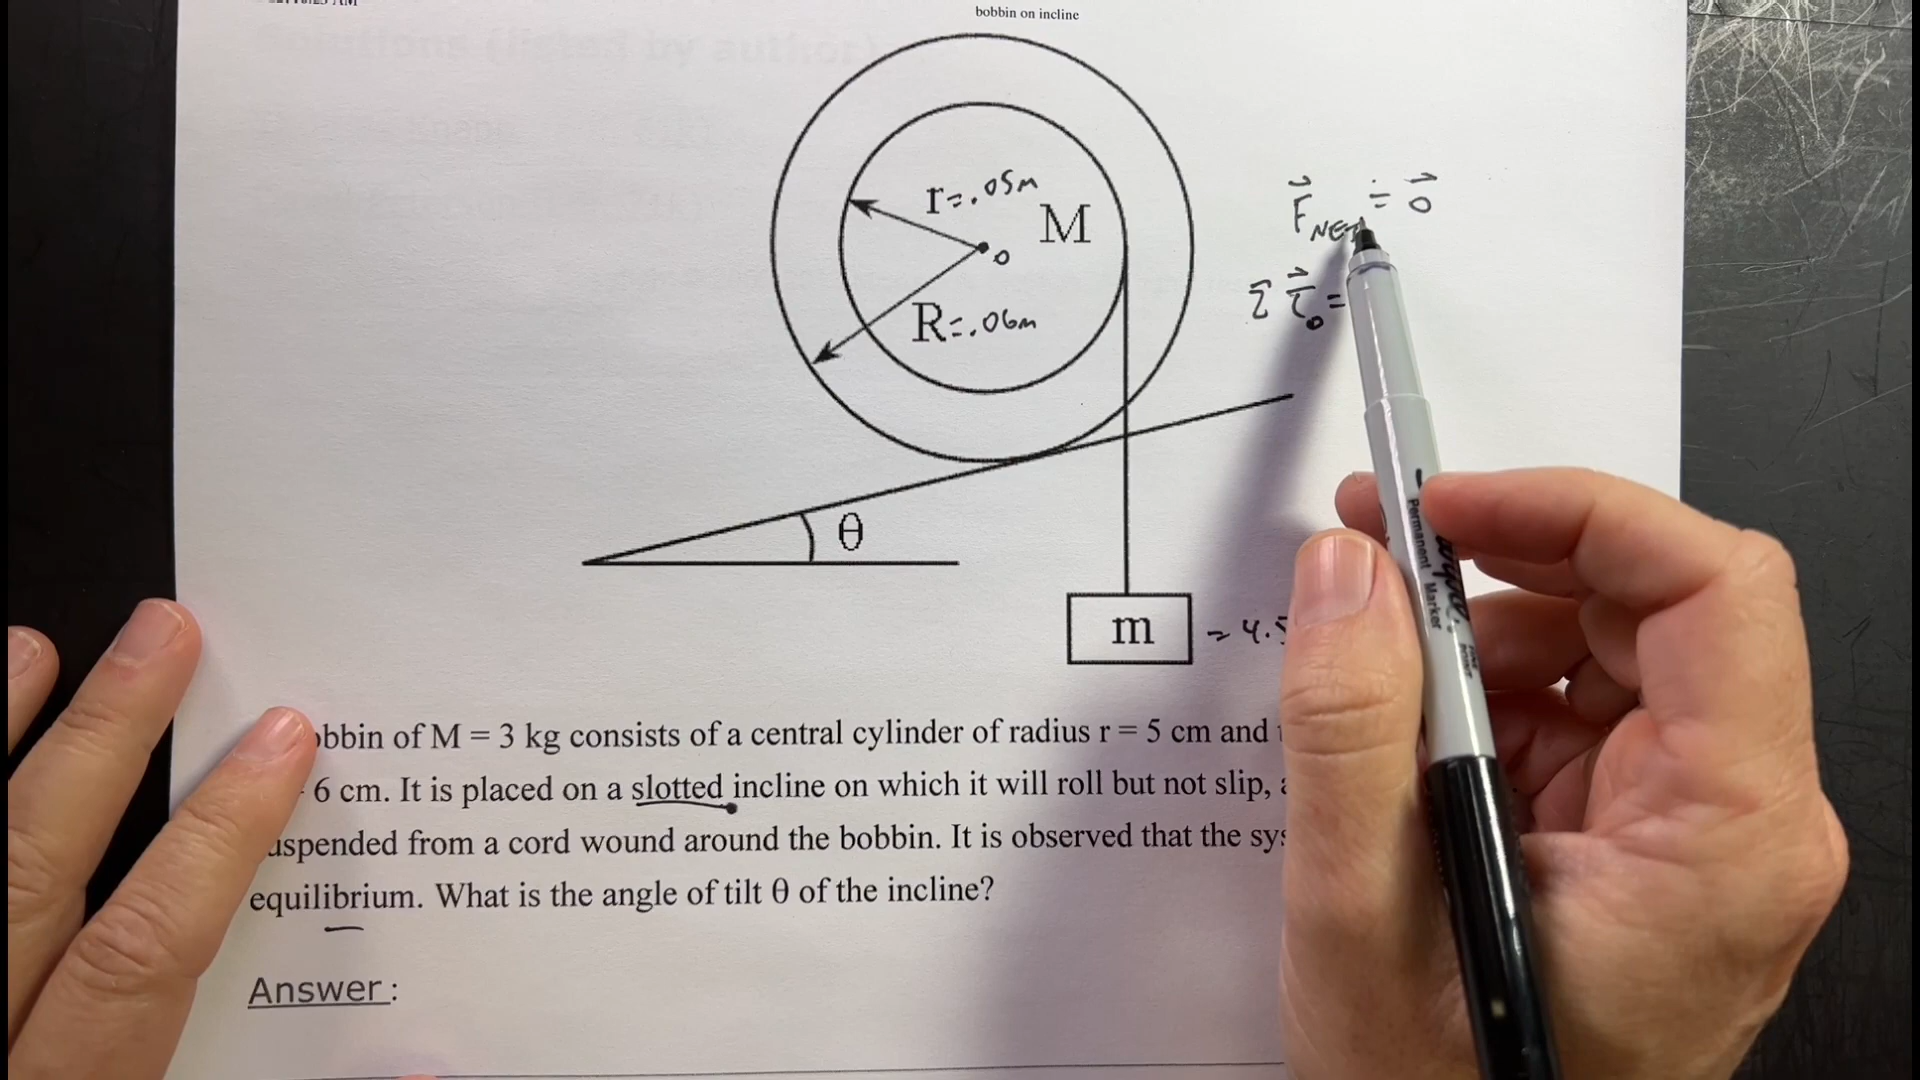 bobbin on incline
r=.05m
M
o
R=.06m
F NET = 0
Σ τo =
θ
m = 4.5
bbin of M = 3 kg consists of a central cylinder of radius r = 5 cm and
6 cm. It is placed on a slotted incline on which it will roll but not slip,
uspended from a cord wound around the bobbin. It is observed that the sys
equilibrium. What is the angle of tilt θ of the incline?
Answer: